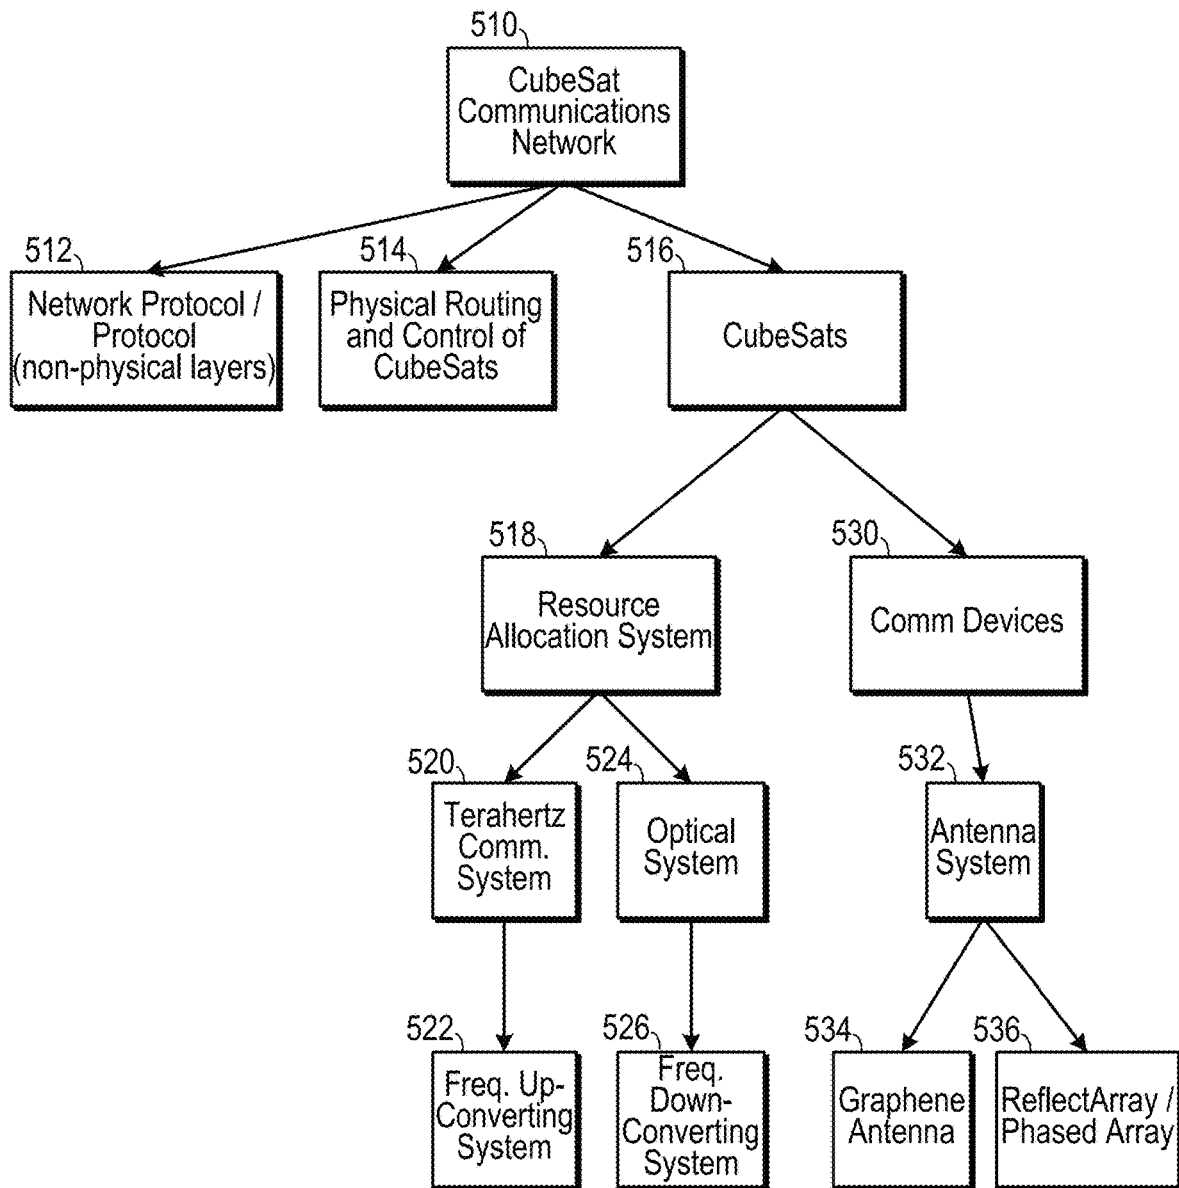 510
CubeSat
Communications
Network
512
Network Protocol /
Protocol
(non-physical layers)
514
Physical Routing
and Control of
CubeSats
516
CubeSats
518
Resource
Allocation System
530
Comm Devices
520
Terahertz
Comm.
System
524
Optical
System
532
Antenna
System
522
Freq. Up-
Converting
System
526
Freq.
Down-
Converting
System
534
Graphene
Antenna
536
ReflectArray /
Phased Array